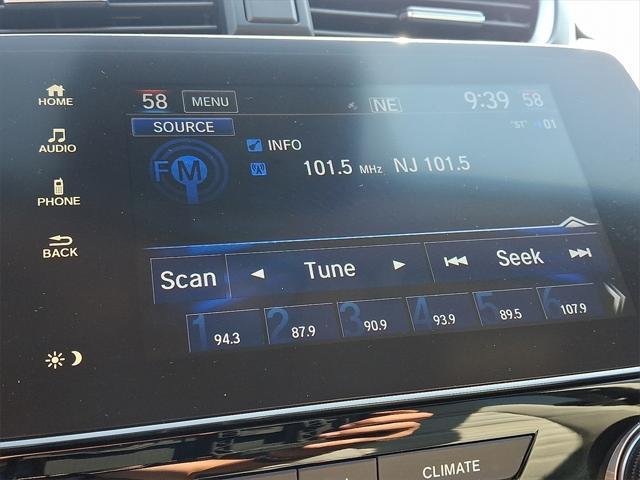 58 MENU NE 9:39 58
HOME
SOURCE "ST" 01
AUDIO
INFO
FM
101.5 MHz NJ 101.5
PHONE
BACK
Scan ◄ Tune ► Seek
1 94.3 2 87.9 3 90.9 4 93.9 5 89.5 6 107.9
CLIMATE